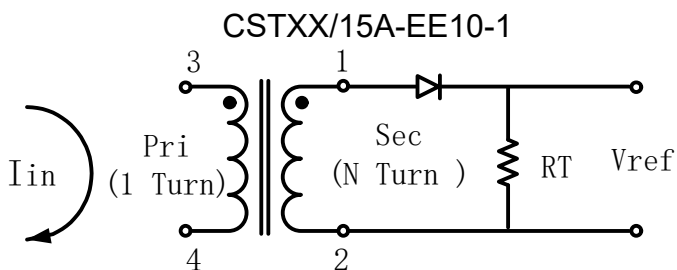 CSTXX/15A-EE10-1
3
1
Iin
Pri
(1 Turn)
Sec
(N Turn )
RT
Vref
4
2